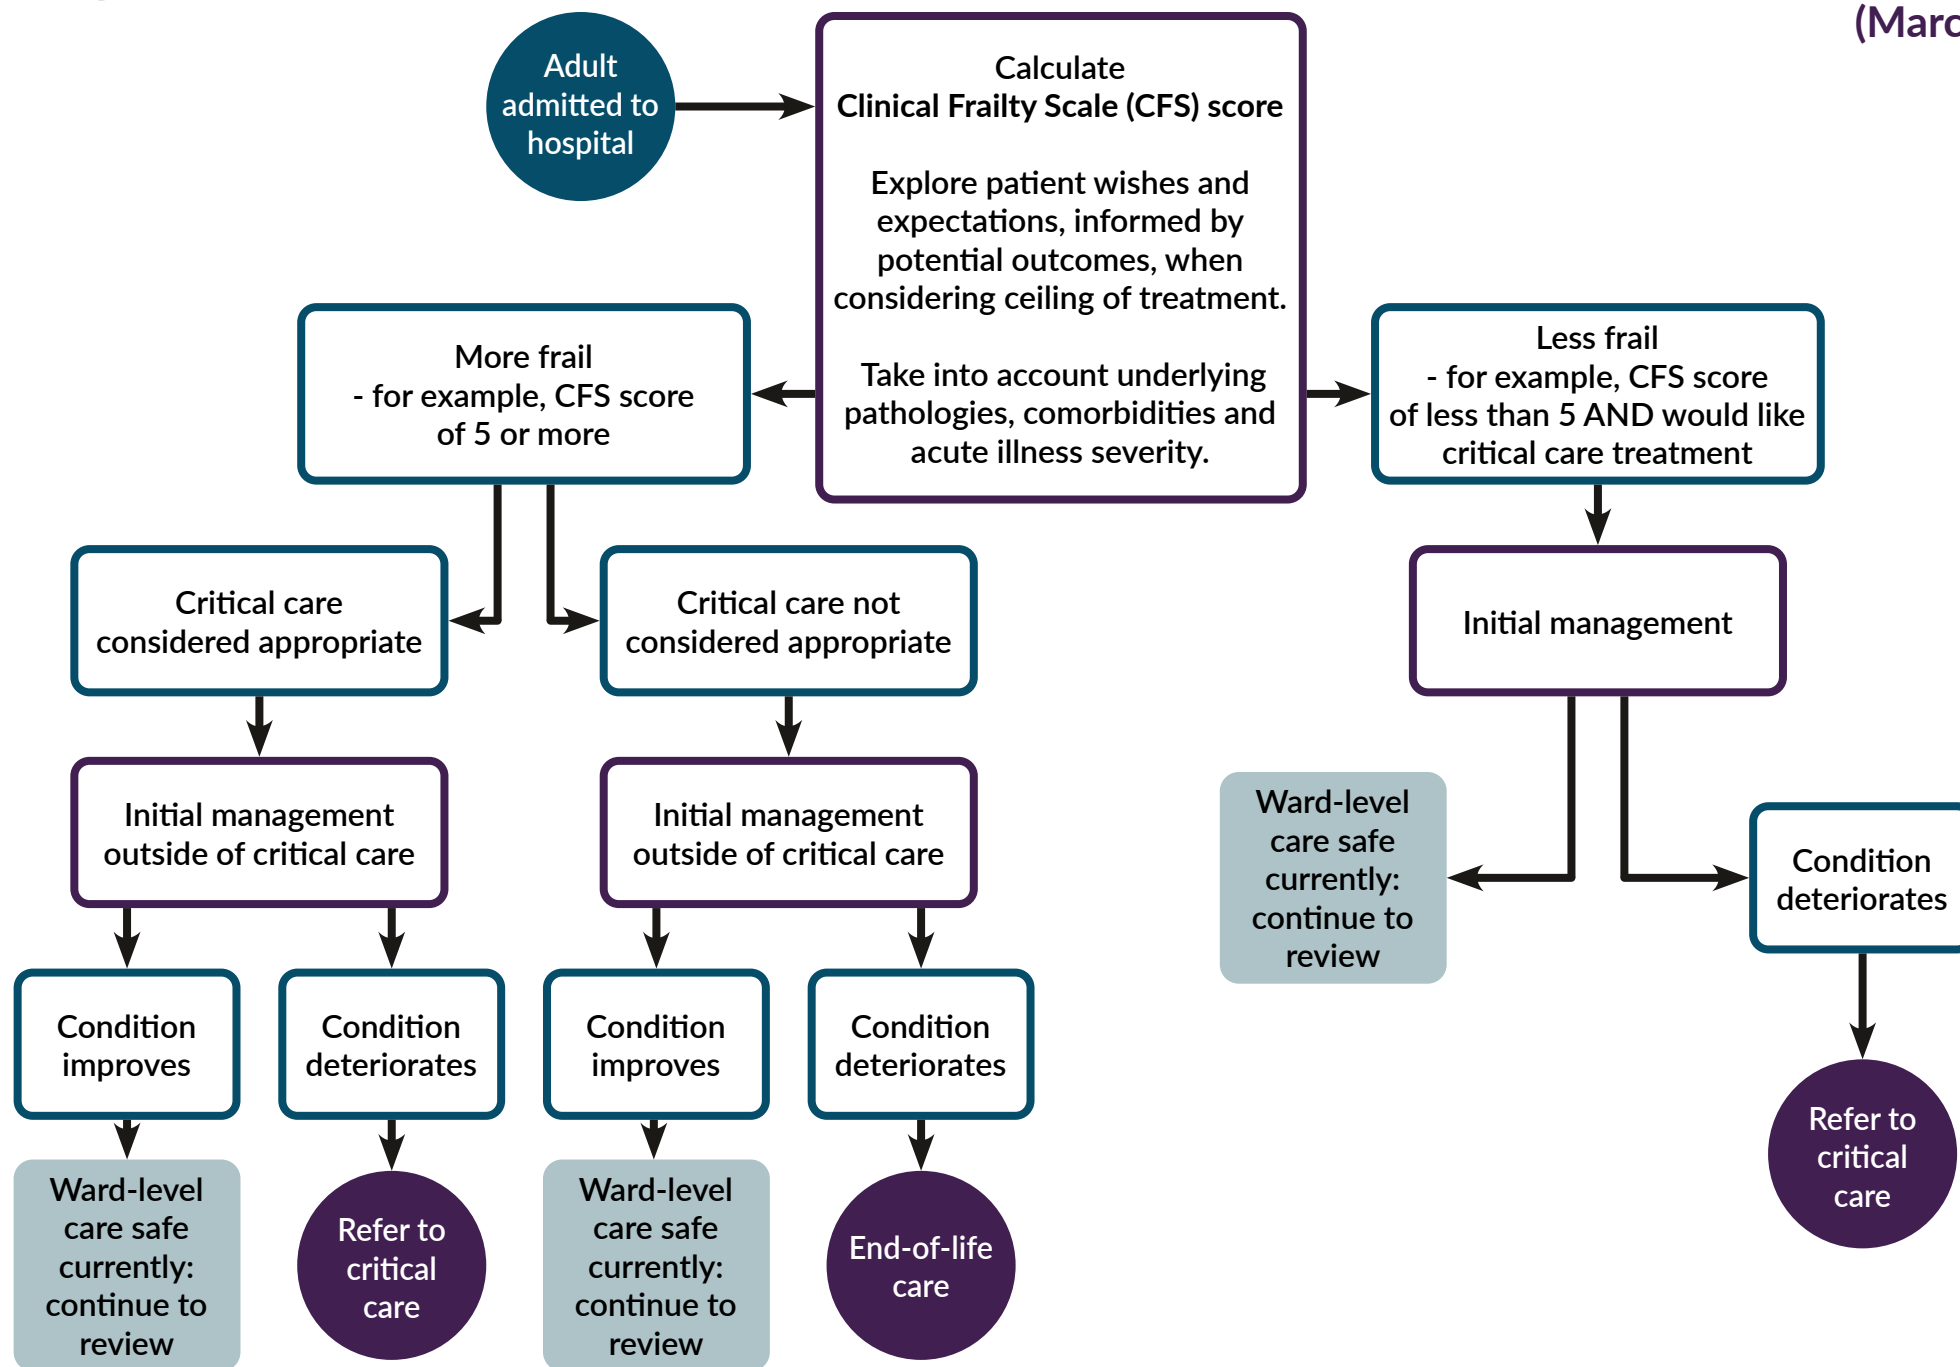 (Marc
Adult
admitted to
hospital
Calculate
Clinical Frailty Scale (CFS) score
Explore patient wishes and
expectations, informed by
potential outcomes, when
considering ceiling of treatment.
Take into account underlying
pathologies, comorbidities and
acute illness severity.
More frail
- for example, CFS score
of 5 or more
Less frail
- for example, CFS score
of less than 5 AND would like
critical care treatment
Critical care
considered appropriate
Critical care not
considered appropriate
Initial management
Initial management
outside of critical care
Initial management
outside of critical care
Ward-level
care safe
currently:
continue to
review
Condition
deteriorates
Condition
improves
Condition
deteriorates
Condition
improves
Condition
deteriorates
Refer to
critical
care
Ward-level
care safe
currently:
continue to
review
Refer to
critical
care
Ward-level
care safe
currently:
continue to
review
End-of-life
care